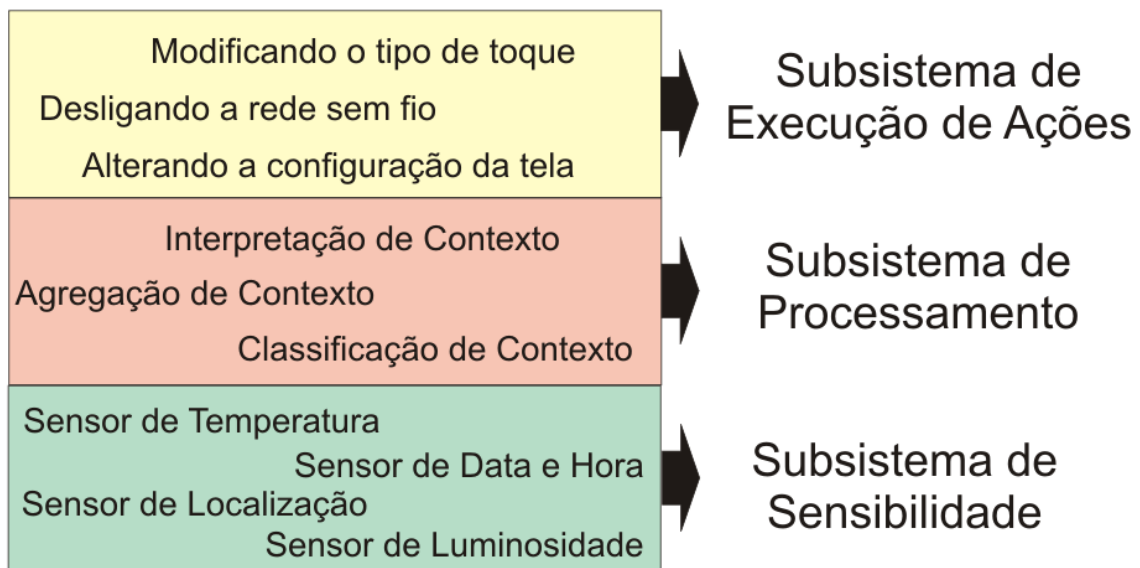 Modificando o tipo de toque
Desligando a rede sem fio
Alterando a configuração da tela
Subsistema de
Execução de Ações
Interpretação de Contexto
Agregação de Contexto
Classificação de Contexto
Subsistema de
Processamento
Sensor de Temperatura
Sensor de Data e Hora
Sensor de Localização
Sensor de Luminosidade
Subsistema de
Sensibilidade